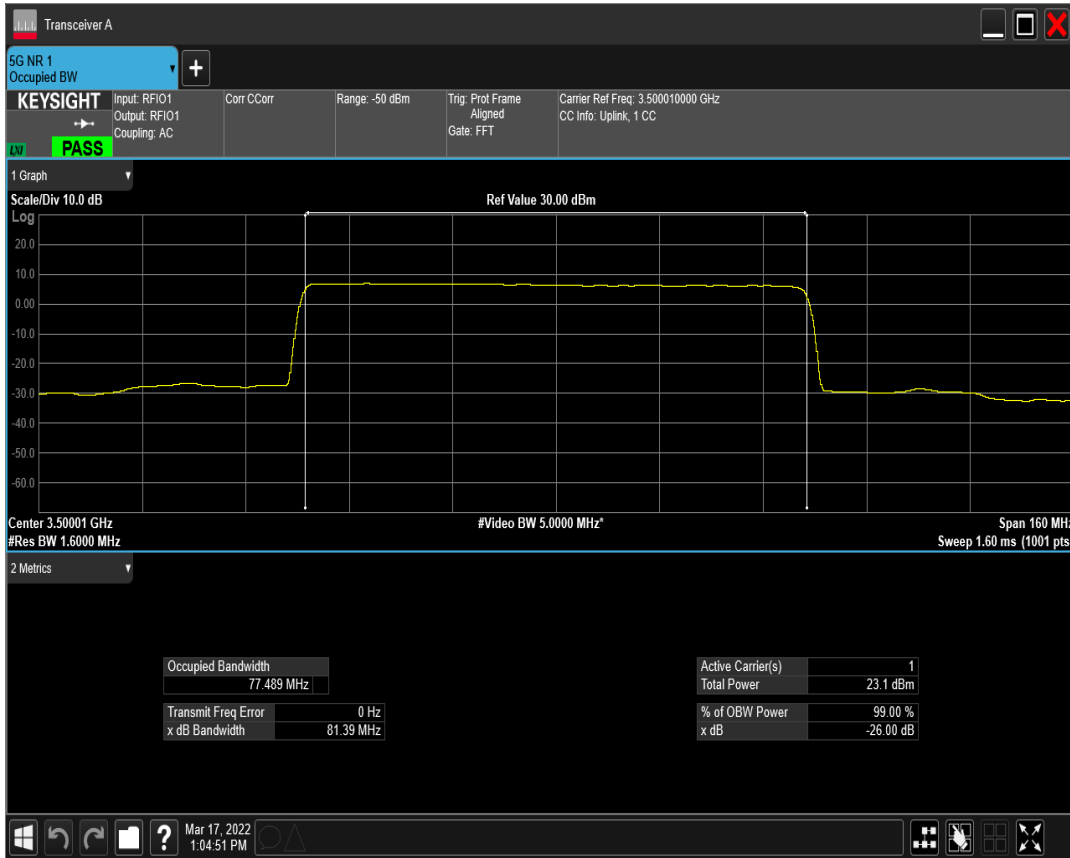 Transceiver A
5G NR 1
Occupied BW
+
KEYSIGHT
LXI
PASS
Input: RFIO1
Output: RFIO1
Coupling: AC
Corr CCorr
Range: -50 dBm
Trig: Prot Frame
Aligned
Gate: FFT
Carrier Ref Freq: 3.500010000 GHz
CC Info: Uplink, 1 CC
1 Graph
Scale/Div 10.0 dB
Ref Value 30.00 dBm
Log
20.0
10.0
0.00
-10.0
-20.0
-30.0
-40.0
-50.0
-60.0
Center 3.50001 GHz
#Video BW 5.0000 MHz*
Span 160 MHz
#Res BW 1.6000 MHz
Sweep 1.60 ms (1001 pts
2 Metrics
Occupied Bandwidth
77.489 MHz
Transmit Freq Error 0 Hz
x dB Bandwidth 81.39 MHz
Active Carrier(s) 1
Total Power 23.1 dBm
% of OBW Power 99.00 %
x dB -26.00 dB
?
Mar 17, 2022
1:04:51 PM